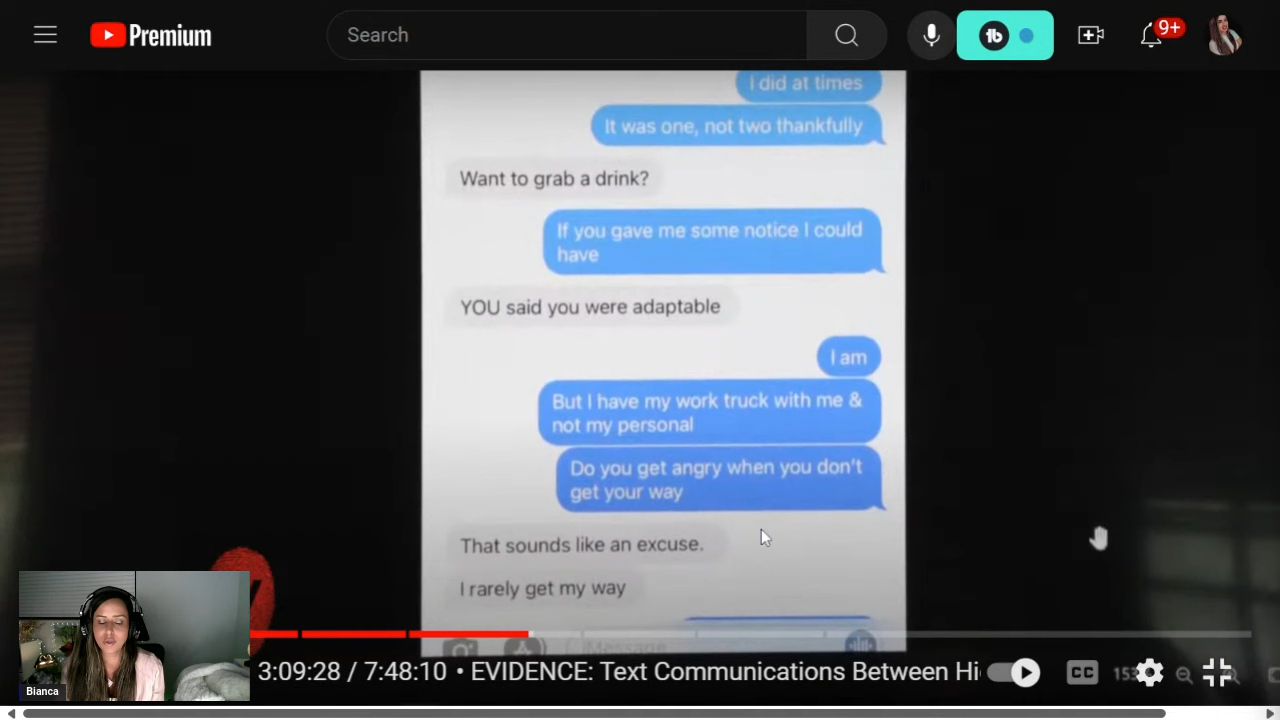 Premium
Search
9+
I did at times
It was one, not two thankfully
Want to grab a drink?
If you gave me some notice I could
have
YOU said you were adaptable
I am
But I have my work truck with me &
not my personal
Do you get angry when you don't
get your way
That sounds like an excuse.
I rarely get my way
Message
Bianca
3:09:28 / 7:48:10 • EVIDENCE: Text Communications Between Hi
CC